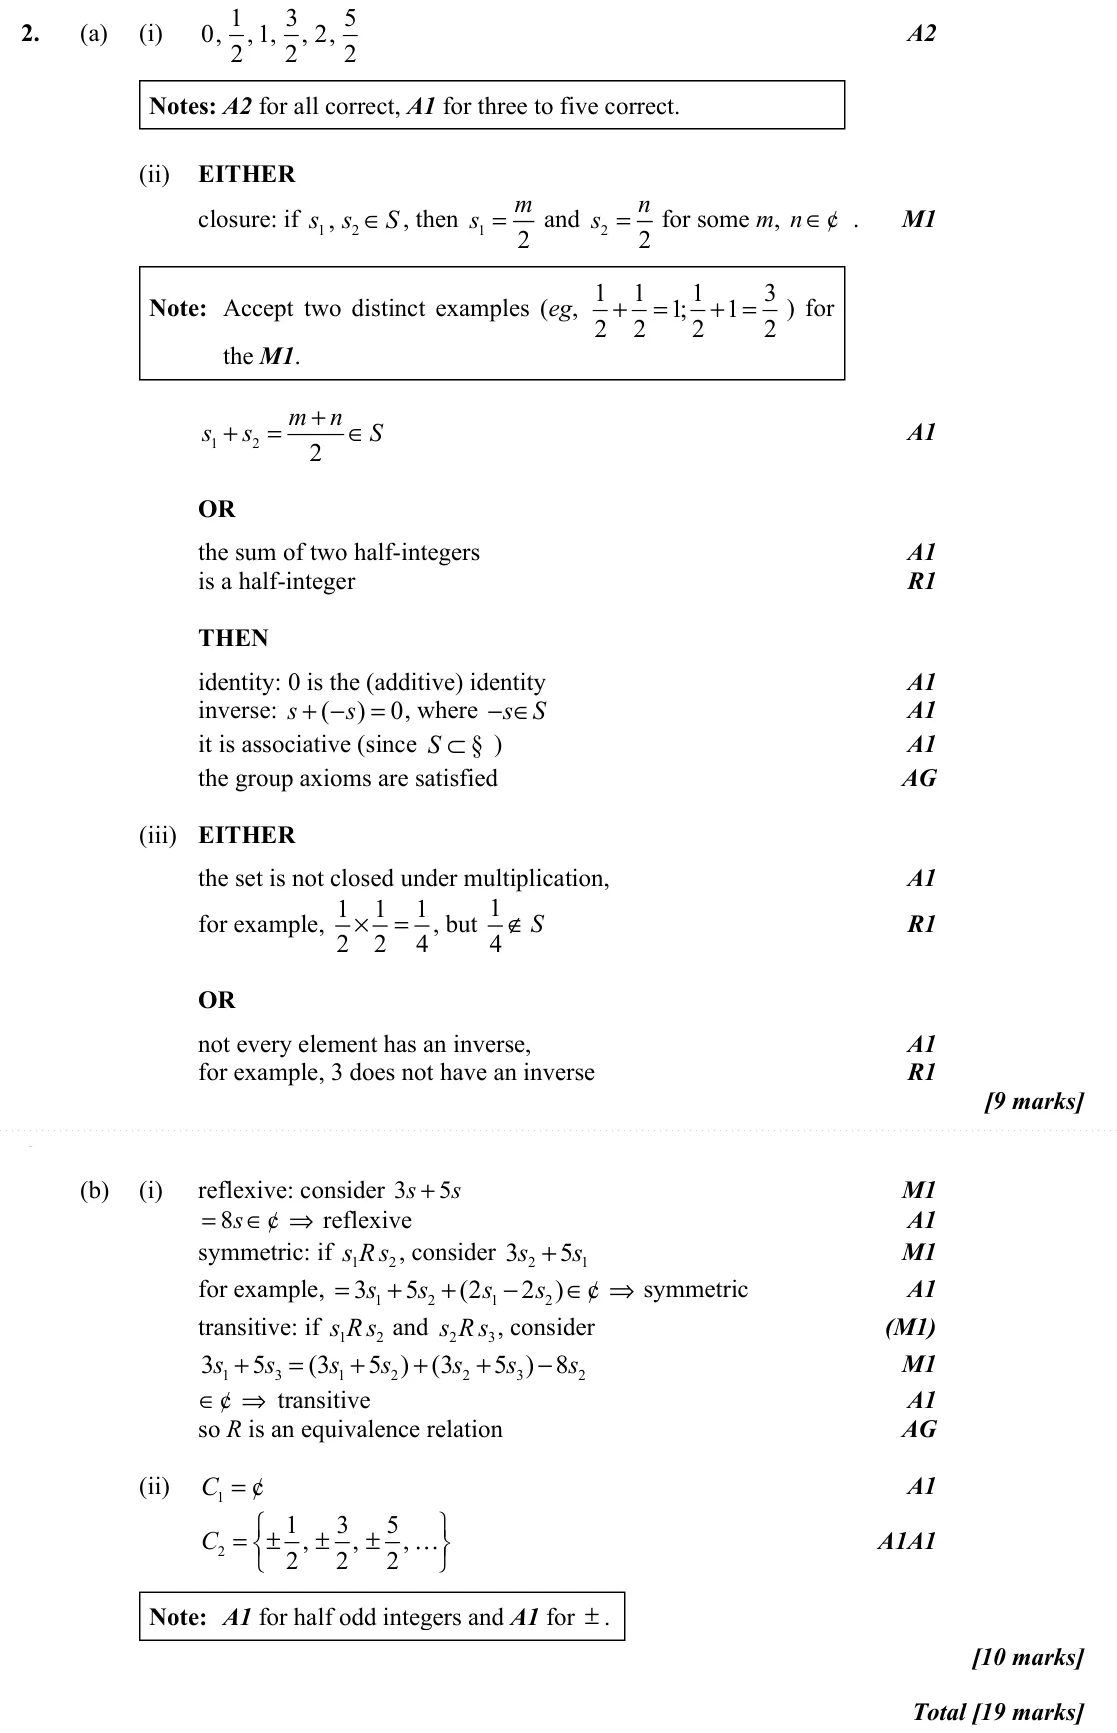 2. (a) (i) 0, 1/2, 1, 3/2, 2, 5/2 A2
Notes: A2 for all correct, A1 for three to five correct.
(ii) EITHER
closure: if s₁, s₂ ∈ S, then s₁ = m/2 and s₂ = n/2 for some m, n ∈ ¢ . M1
Note: Accept two distinct examples (eg, 1/2 + 1/2 = 1; 1/2 + 1 = 3/2 ) for
the M1.
s₁ + s₂ = (m + n)/2 ∈ S A1
OR
the sum of two half-integers A1
is a half-integer R1
THEN
identity: 0 is the (additive) identity A1
inverse: s + (−s) = 0, where −s ∈ S A1
it is associative (since S ⊂ § ) A1
the group axioms are satisfied AG
(iii) EITHER
the set is not closed under multiplication, A1
for example, 1/2 × 1/2 = 1/4, but 1/4 ∉ S R1
OR
not every element has an inverse, A1
for example, 3 does not have an inverse R1
[9 marks]
(b) (i) reflexive: consider 3s + 5s M1
= 8s ∈ ¢ ⇒ reflexive A1
symmetric: if s₁Rs₂, consider 3s₂ + 5s₁ M1
for example, = 3s₁ + 5s₂ + (2s₁ − 2s₂) ∈ ¢ ⇒ symmetric A1
transitive: if s₁Rs₂ and s₂Rs₃, consider (M1)
3s₁ + 5s₃ = (3s₁ + 5s₂) + (3s₂ + 5s₃) − 8s₂ M1
∈ ¢ ⇒ transitive A1
so R is an equivalence relation AG
(ii) C₁ = ¢ A1
C₂ = {±1/2, ±3/2, ±5/2, …} A1A1
Note: A1 for half odd integers and A1 for ±.
[10 marks]
Total [19 marks]